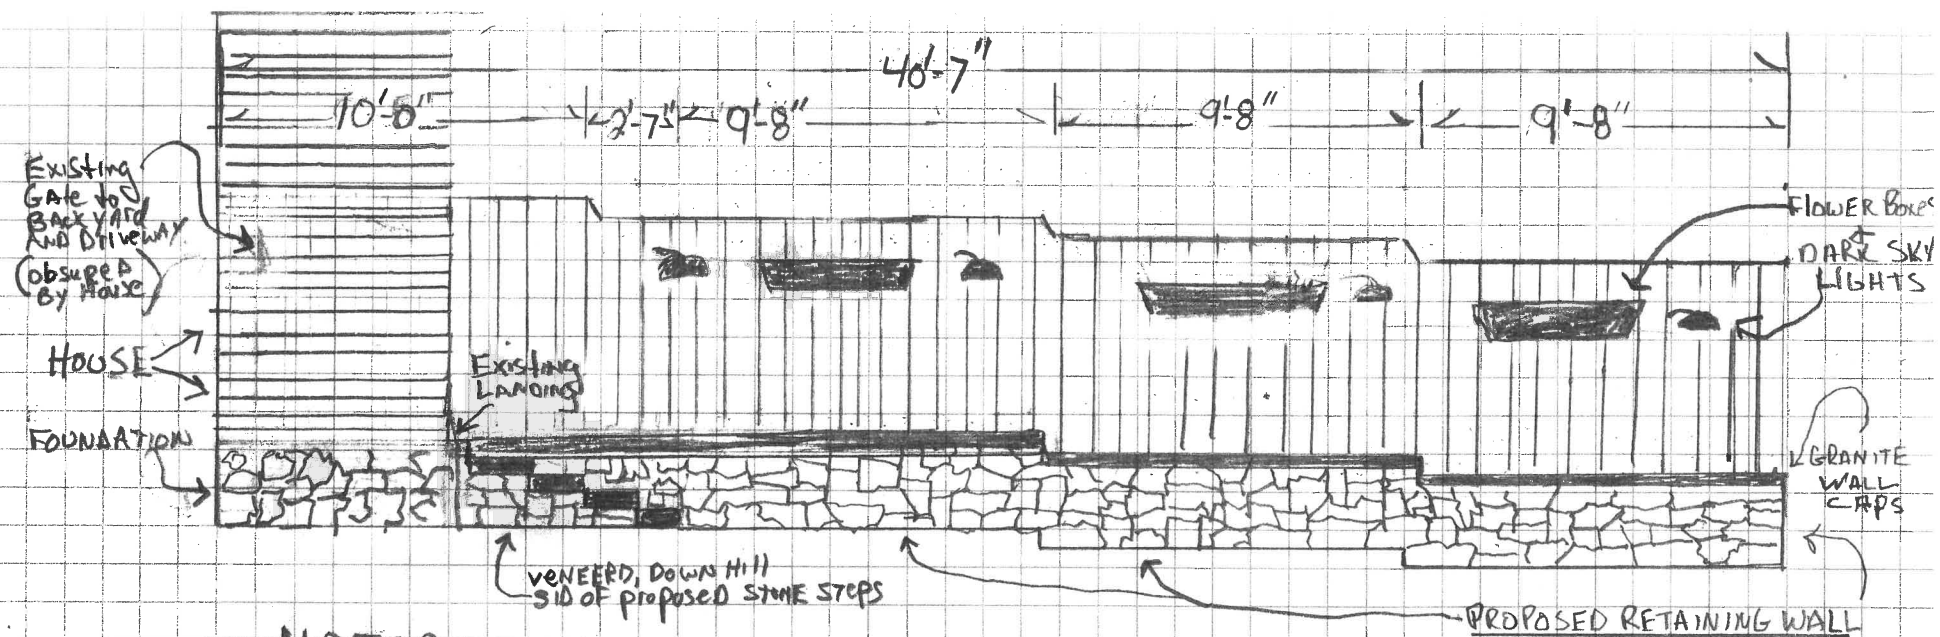 40'-7"
10'-8" 2'-7" 9'-8" 9'-8" 9'-8"
Existing
GAte to
BACKyArd
AND Driveway
(obsureD
By House)
HOUSE
FOUNDATION
Existing
LANDING
FlOWER Boxes
+
DARK SKY
LIGHTS
GRANITE
WALL
CAPS
veNEERD, DOWN Hill
SID OF proposeD STONE STEPS
PROPOSED RETAINING WALL